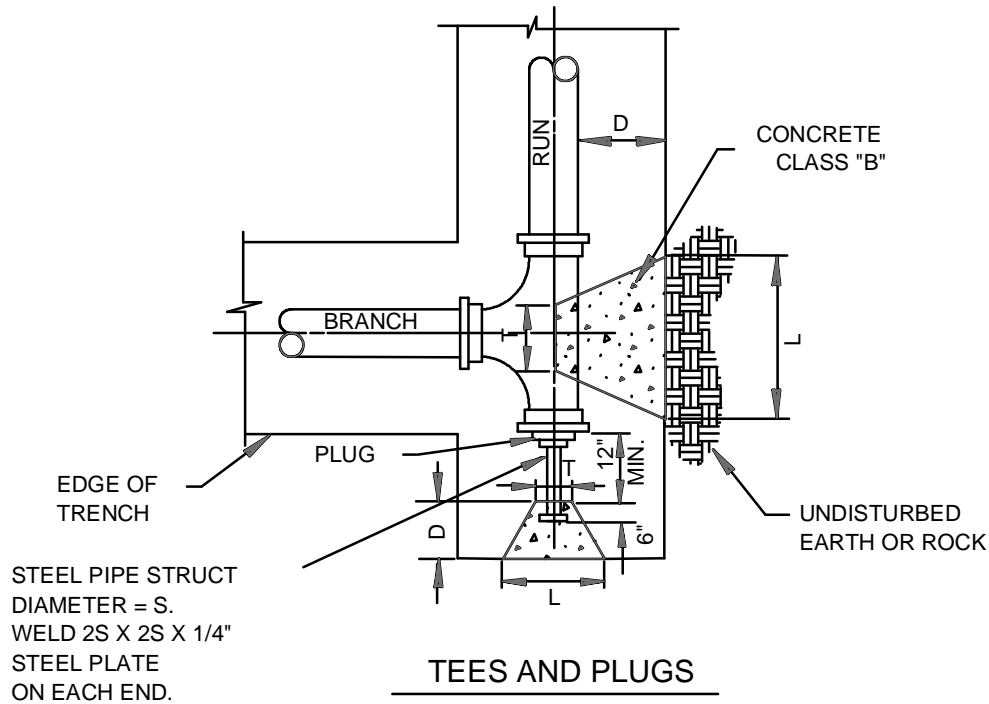 RUN
D
CONCRETE
CLASS "B"
BRANCH
T
L
PLUG
12"
MIN.
T
EDGE OF
TRENCH
D
6"
UNDISTURBED
EARTH OR ROCK
L
STEEL PIPE STRUCT
DIAMETER = S.
WELD 2S X 2S X 1/4"
STEEL PLATE
ON EACH END.
TEES AND PLUGS